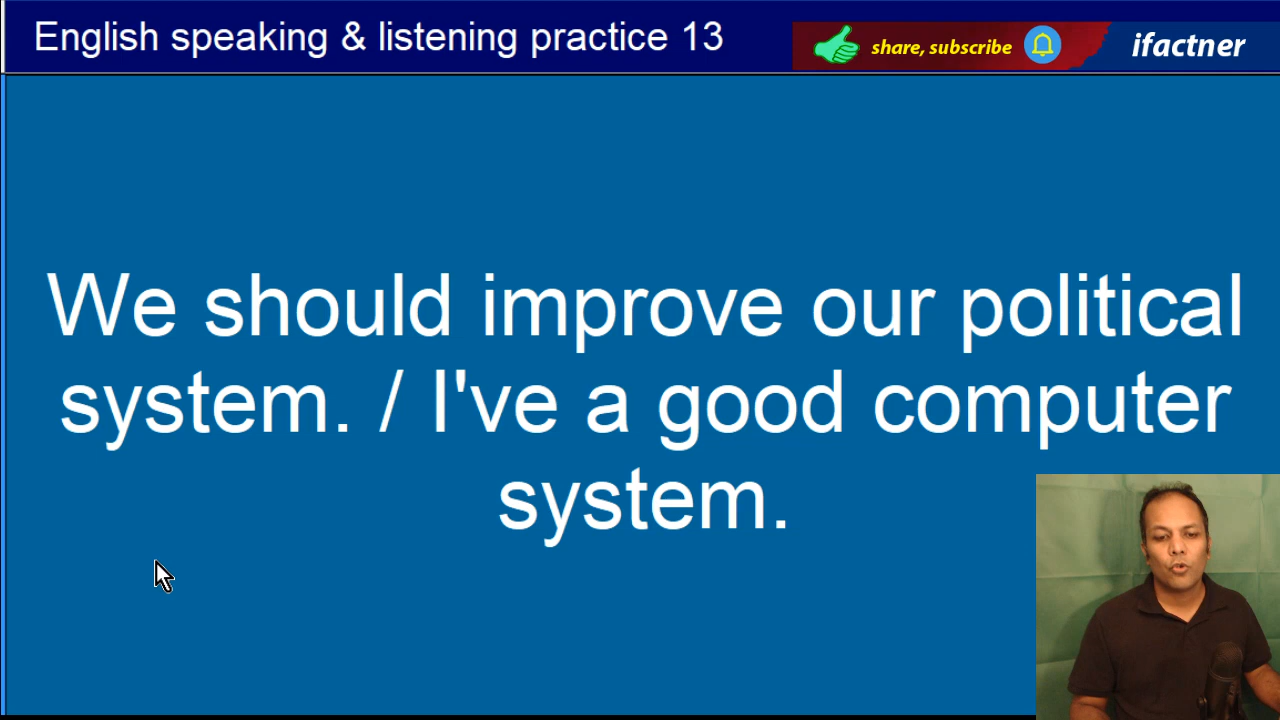 English speaking & listening practice 13
share, subscribe
ifactner
We should improve our political
system. / I've a good computer
system.